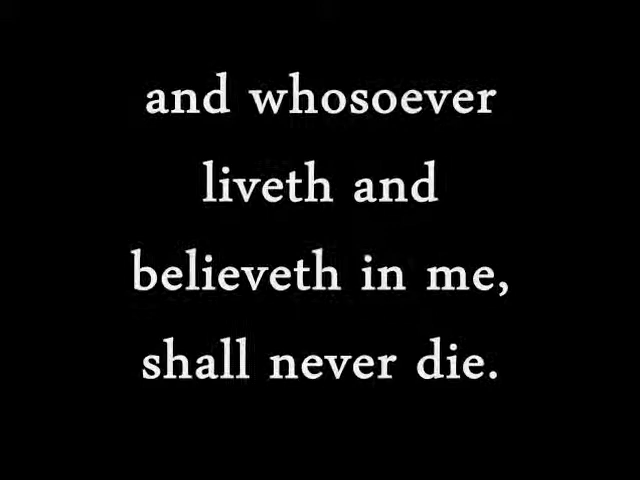 and whosoever
liveth and
believeth in me,
shall never die.